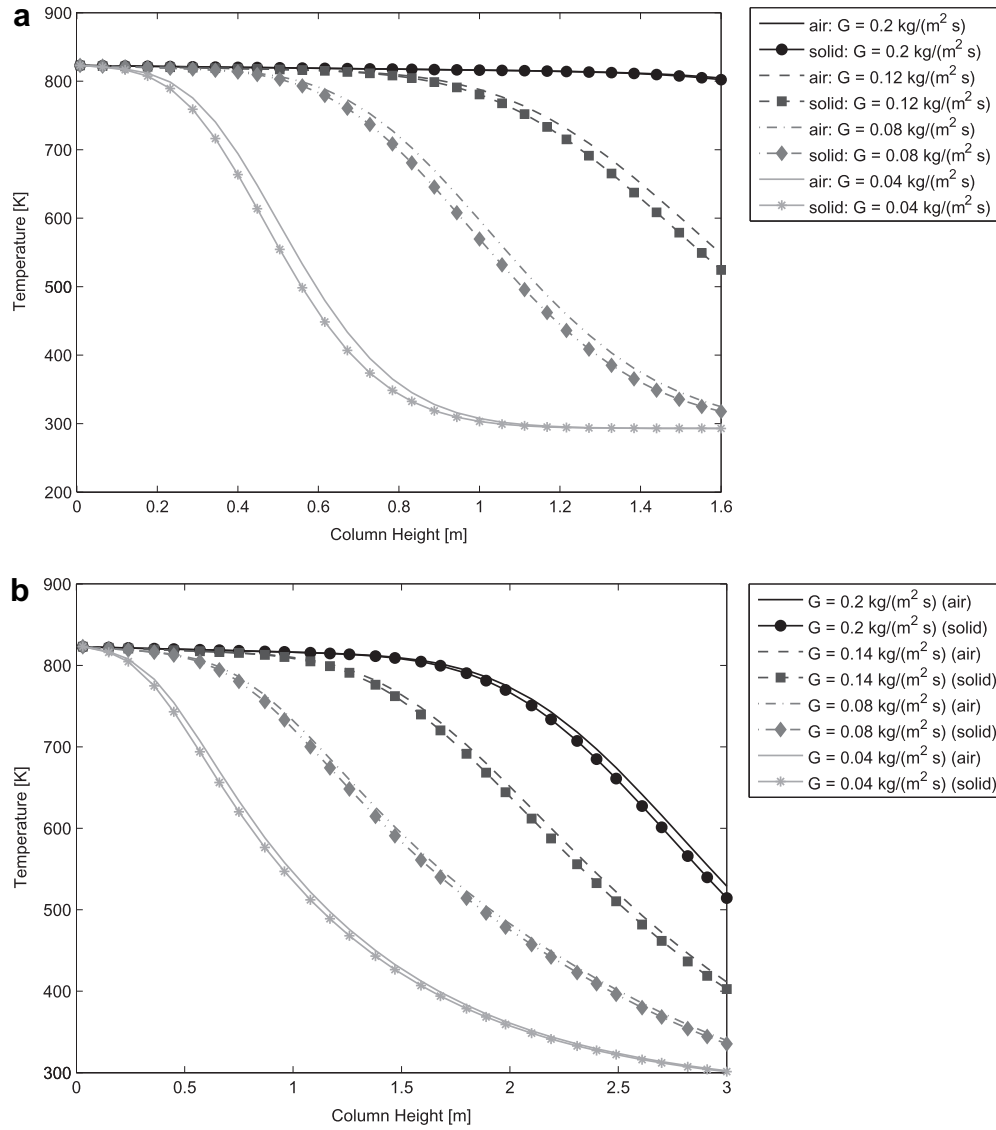 a
900
800
700
600
500
400
300
200
Temperature [K]
0 0.2 0.4 0.6 0.8 1 1.2 1.4 1.6
Column Height [m]
air: G = 0.2 kg/(m² s)
solid: G = 0.2 kg/(m² s)
air: G = 0.12 kg/(m² s)
solid: G = 0.12 kg/(m² s)
air: G = 0.08 kg/(m² s)
solid: G = 0.08 kg/(m² s)
air: G = 0.04 kg/(m² s)
solid: G = 0.04 kg/(m² s)
b
900
800
700
600
500
400
300
Temperature [K]
0 0.5 1 1.5 2 2.5 3
Column Height [m]
G = 0.2 kg/(m² s) (air)
G = 0.2 kg/(m² s) (solid)
G = 0.14 kg/(m² s) (air)
G = 0.14 kg/(m² s) (solid)
G = 0.08 kg/(m² s) (air)
G = 0.08 kg/(m² s) (solid)
G = 0.04 kg/(m² s) (air)
G = 0.04 kg/(m² s) (solid)